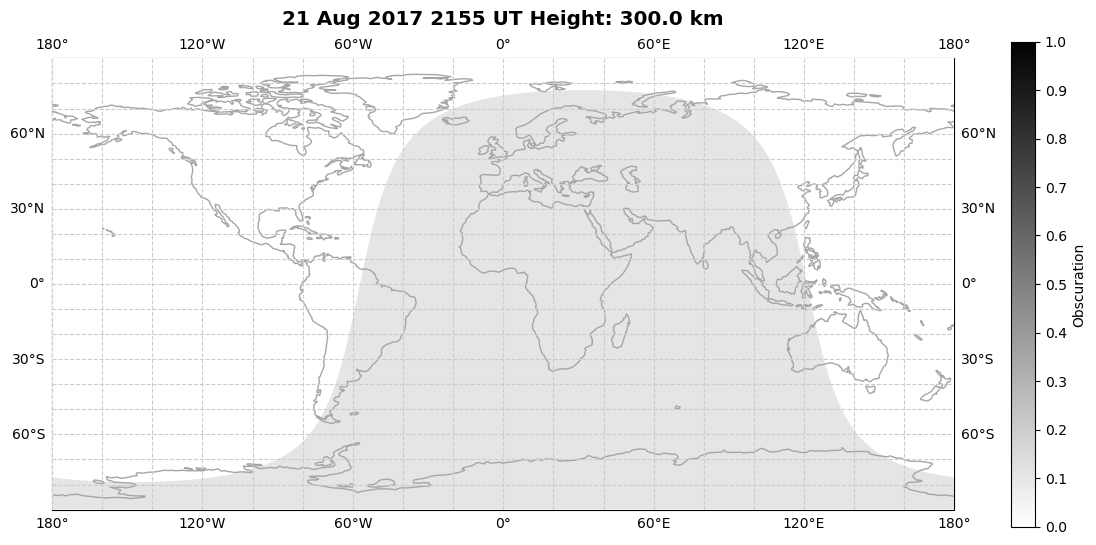 21 Aug 2017 2155 UT Height: 300.0 km
180° 120°W 60°W 0° 60°E 120°E 180°
60°N 60°N
30°N 30°N
0° 0°
30°S 30°S
60°S 60°S
180° 120°W 60°W 0° 60°E 120°E 180°
1.0
0.9
0.8
0.7
0.6
0.5
0.4
0.3
0.2
0.1
0.0
Obscuration